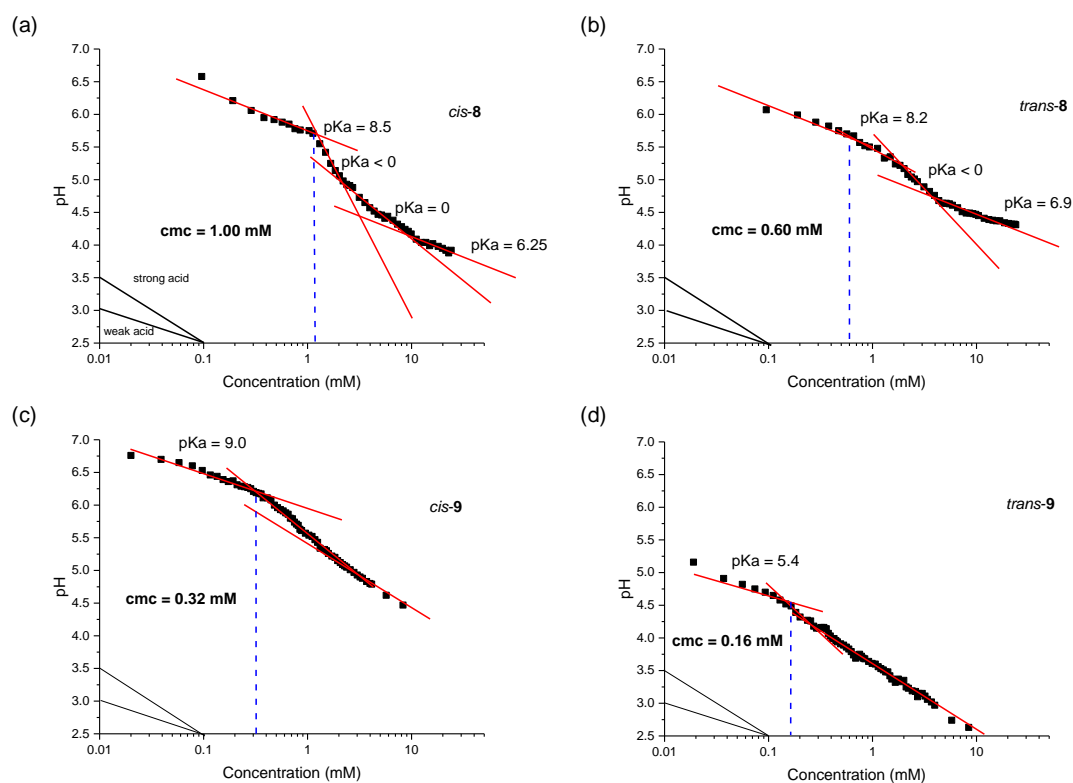 (a)
cis-8
pKa = 8.5
pKa < 0
pKa = 0
pKa = 6.25
cmc = 1.00 mM
strong acid
weak acid
7.0
6.5
6.0
5.5
5.0
4.5
4.0
3.5
3.0
2.5
pH
0.01 0.1 1 10
Concentration (mM)
(b)
trans-8
pKa = 8.2
pKa < 0
pKa = 6.9
cmc = 0.60 mM
7.0
6.5
6.0
5.5
5.0
4.5
4.0
3.5
3.0
2.5
pH
0.01 0.1 1 10
Concentration (mM)
(c)
cis-9
pKa = 9.0
cmc = 0.32 mM
7.0
6.5
6.0
5.5
5.0
4.5
4.0
3.5
3.0
2.5
pH
0.01 0.1 1 10
Concentration (mM)
(d)
trans-9
pKa = 5.4
cmc = 0.16 mM
7.0
6.5
6.0
5.5
5.0
4.5
4.0
3.5
3.0
2.5
pH
0.01 0.1 1 10
Concentration (mM)